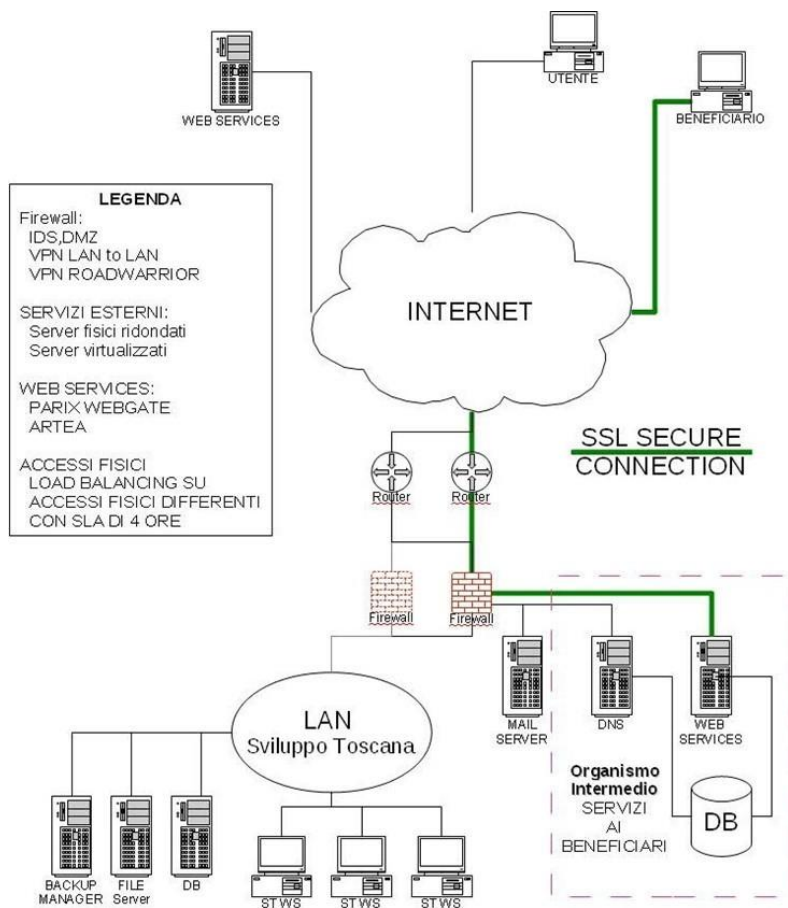 WEB SERVICES
UTENTE
BENEFICIARIO
LEGENDA
Firewall:
IDS,DMZ
VPN LAN to LAN
VPN ROADWARRIOR
SERVIZI ESTERNI:
Server fisici ridondati
Server virtualizzati
WEB SERVICES:
PARIX WEBGATE
ARTEA
ACCESSI FISICI
LOAD BALANCING SU
ACCESSI FISICI DIFFERENTI
CON SLA DI 4 ORE
INTERNET
SSL SECURE
CONNECTION
Router
Router
Firewall
Firewall
LAN
Sviluppo Toscana
MAIL
SERVER
DNS
WEB
SERVICES
Organismo
Intermedio
SERVIZI
AI
BENEFICIARI
DB
BACKUP
MANAGER
FILE
Server
DB
ST WS
ST WS
ST WS